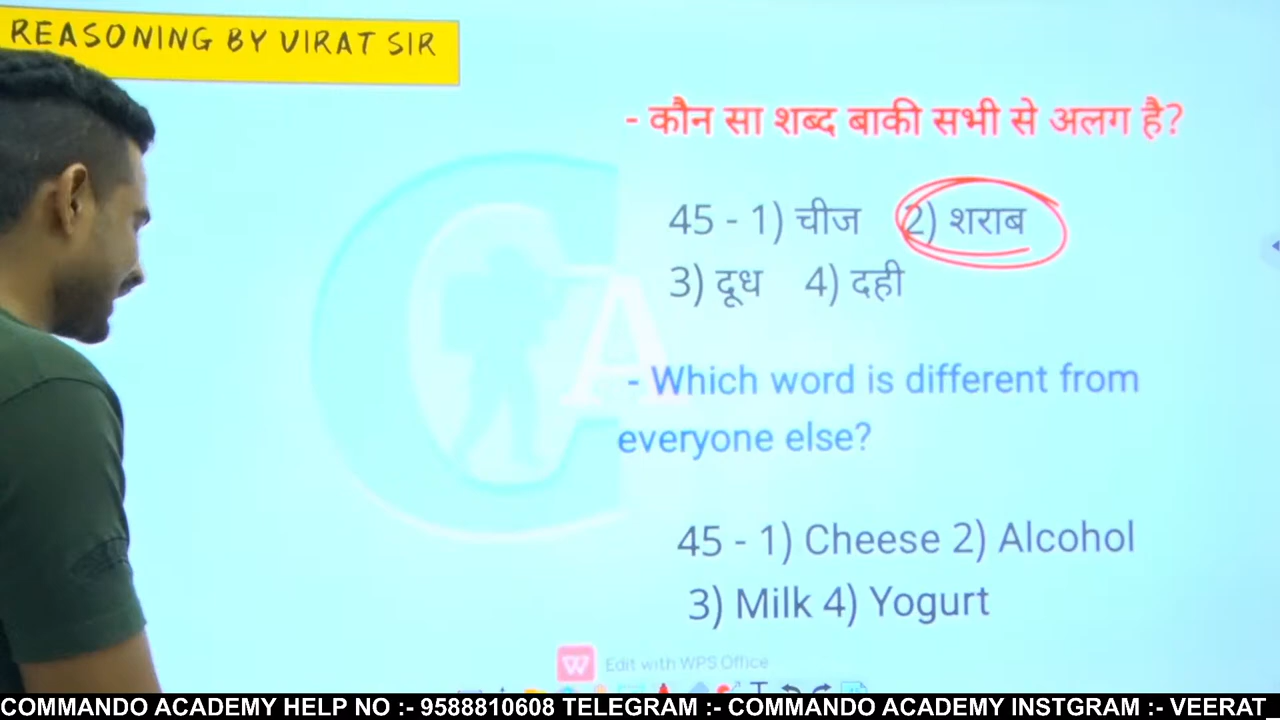 REASONING BY VIRAT SIR
- कौन सा शब्द बाकी सभी से अलग है?
45 - 1) चीज 2) शराब
3) दूध 4) दही
- Which word is different from
everyone else?
45 - 1) Cheese 2) Alcohol
3) Milk 4) Yogurt
W Edit with WPS Office
COMMANDO ACADEMY HELP NO :- 9588810608 TELEGRAM :- COMMANDO ACADEMY INSTGRAM :- VEERAT